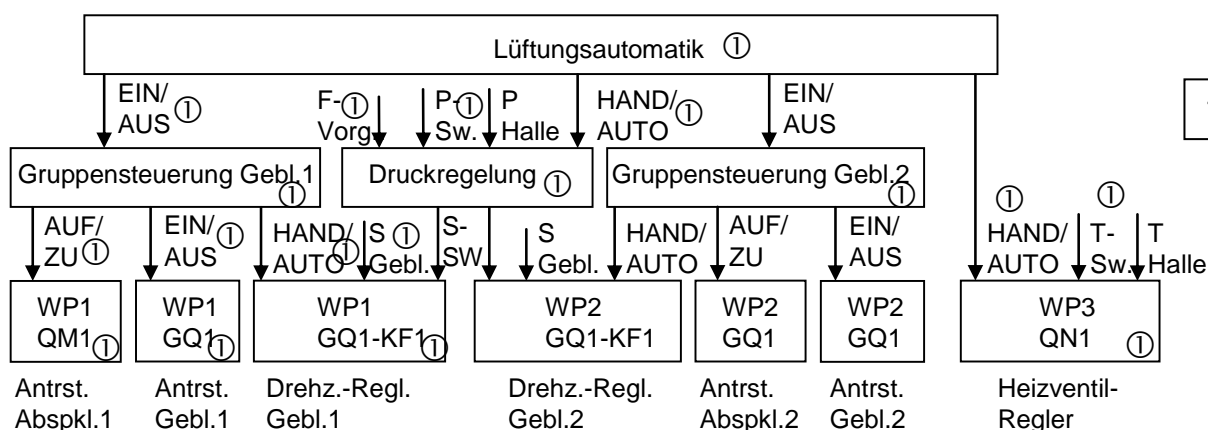 Lüftungsautomatik ①
EIN/
AUS ①
F-①
Vorg
P-①
Sw.
P
Halle
HAND/
AUTO ①
EIN/
AUS
Gruppensteuerung Gebl.1 ①
Druckregelung ①
Gruppensteuerung Gebl.2 ①
AUF/
ZU ①
EIN/
AUS ①
HAND/
AUTO ①
S ①
Gebl.
S-
SW
S
Gebl.
HAND/
AUTO
AUF/
ZU
EIN/
AUS
①
HAND/
AUTO
①
T-
Sw.
T
Halle
WP1
QM1 ①
WP1
GQ1 ①
WP1
GQ1-KF1 ①
WP2
GQ1-KF1
WP2
GQ1
WP2
GQ1
WP3
QN1 ①
Antrst.
Abspkl.1
Antrst.
Gebl.1
Drehz.-Regl.
Gebl.1
Drehz.-Regl.
Gebl.2
Antrst.
Abspkl.2
Antrst.
Gebl.2
Heizventil-
Regler